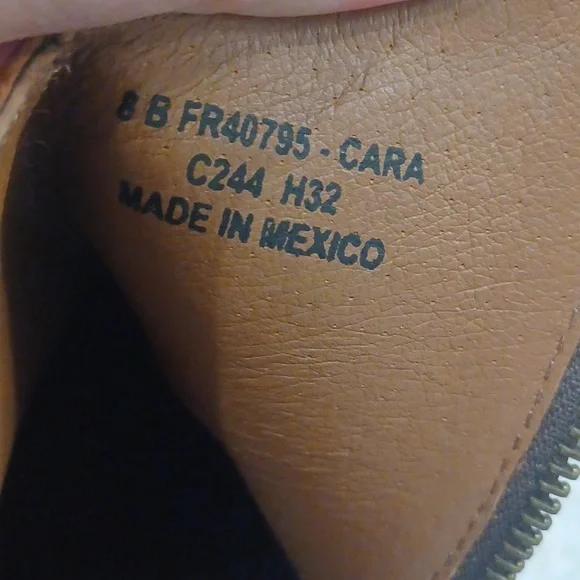 8 B FR40795 - CARA
C244 H32
MADE IN MEXICO